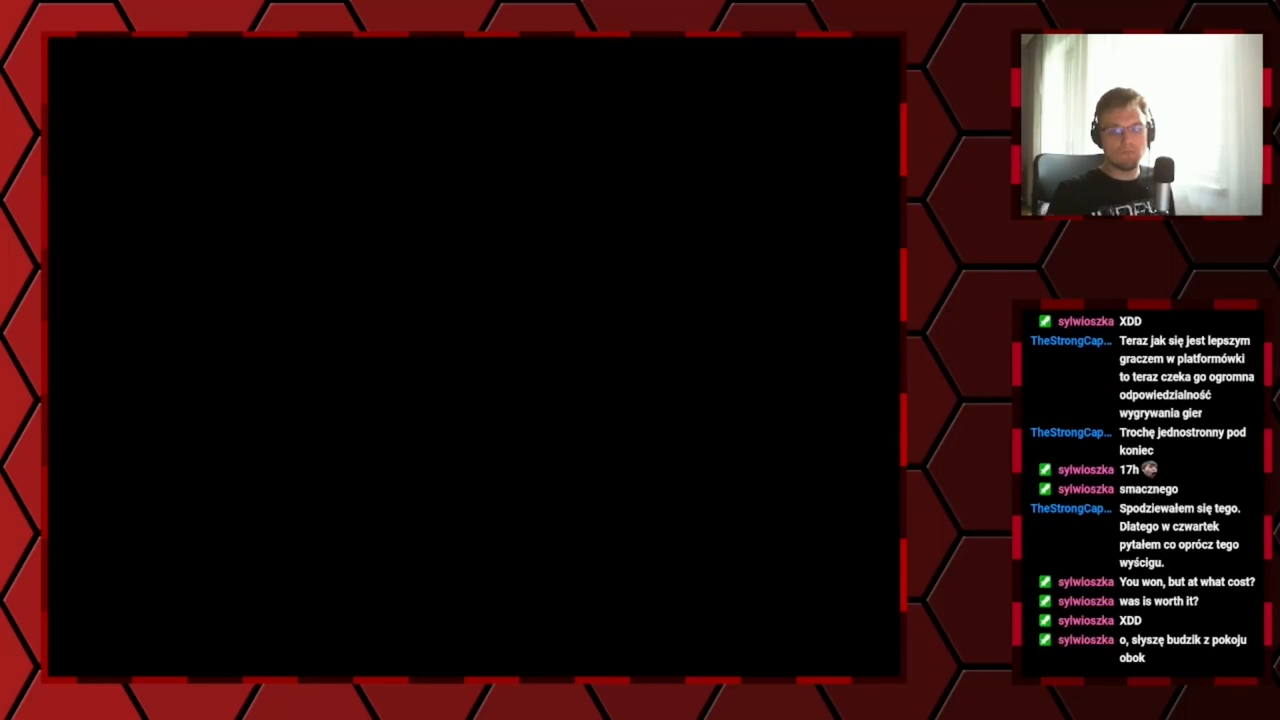 sylwioszka XDD
TheStrongCap... Teraz jak się jest lepszym
graczem w platformówki
to teraz czeka go ogromna
odpowiedzialność
wygrywania gier
TheStrongCap... Trochę jednostronny pod
koniec
sylwioszka 17h
sylwioszka smacznego
TheStrongCap... Spodziewałem się tego.
Dlatego w czwartek
pytałem co oprócz tego
wyścigu.
sylwioszka You won, but at what cost?
sylwioszka was is worth it?
sylwioszka XDD
sylwioszka o, słyszę budzik z pokoju
obok